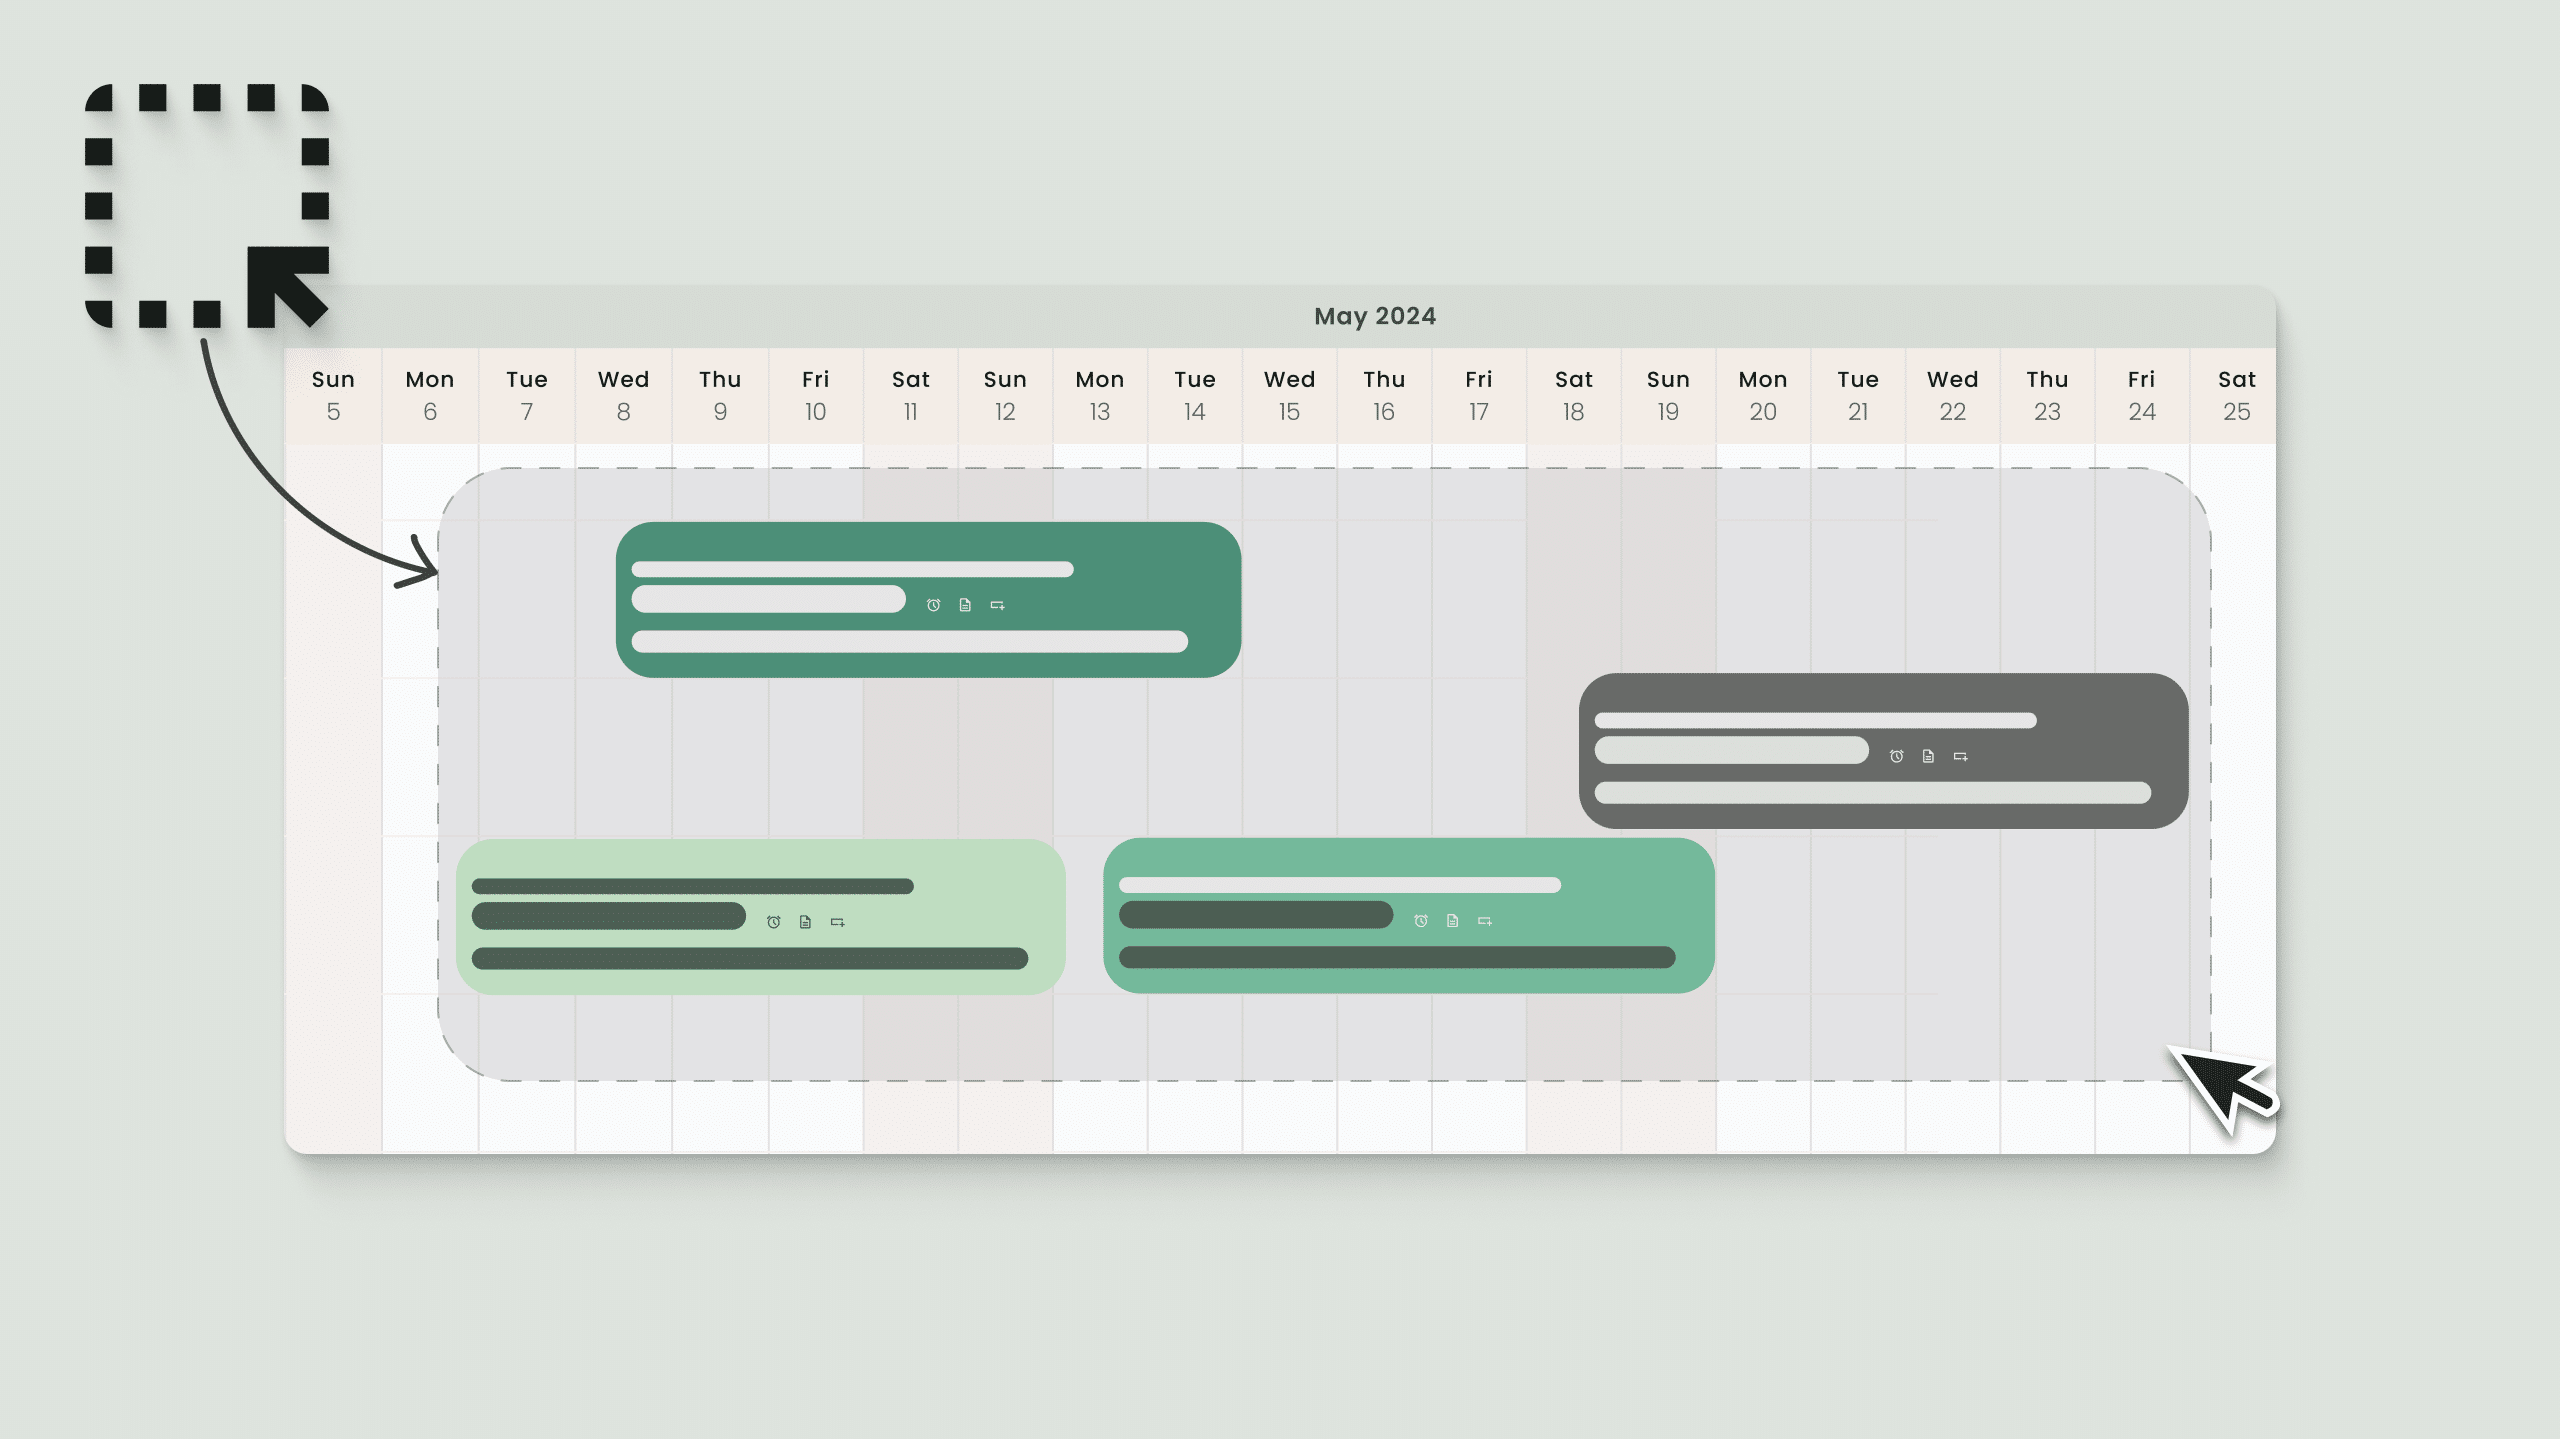 May 2024
Sun Mon Tue Wed Thu Fri Sat Sun Mon Tue Wed Thu Fri Sat Sun Mon Tue Wed Thu Fri Sat
5 6 7 8 9 10 11 12 13 14 15 16 17 18 19 20 21 22 23 24 25